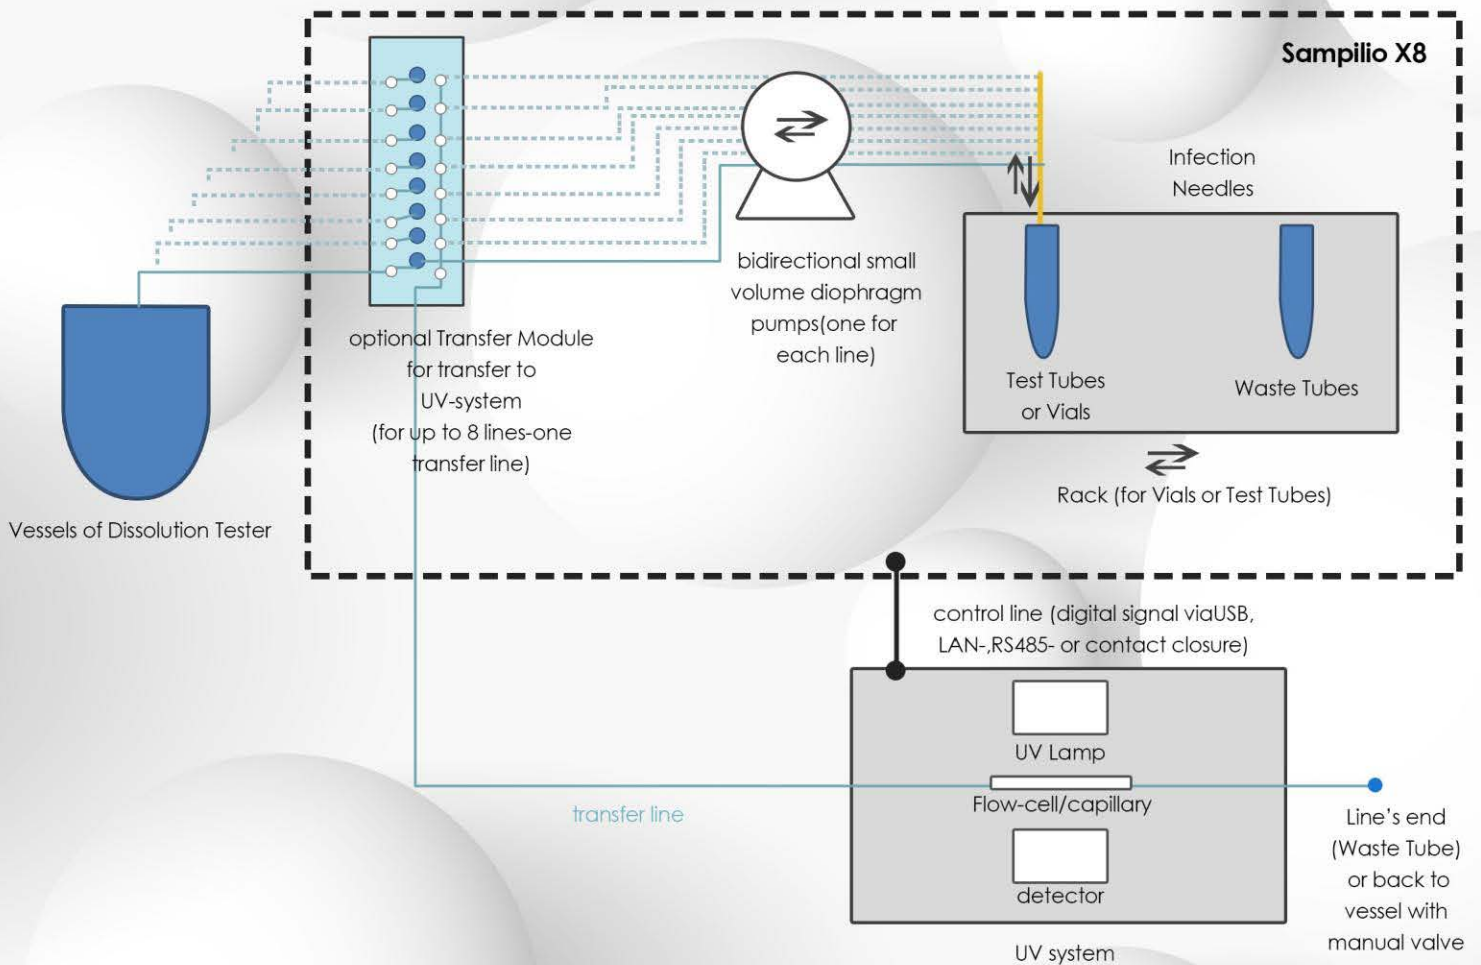 Sampilio X8
Infection
Needles
bidirectional small
volume diophragm
pumps(one for
each line)
optional Transfer Module
for transfer to
UV-system
(for up to 8 lines-one
transfer line)
Test Tubes
or Vials
Waste Tubes
Rack (for Vials or Test Tubes)
Vessels of Dissolution Tester
control line (digital signal viaUSB,
LAN-,RS485- or contact closure)
UV Lamp
Flow-cell/capillary
transfer line
detector
UV system
Line's end
(Waste Tube)
or back to
vessel with
manual valve